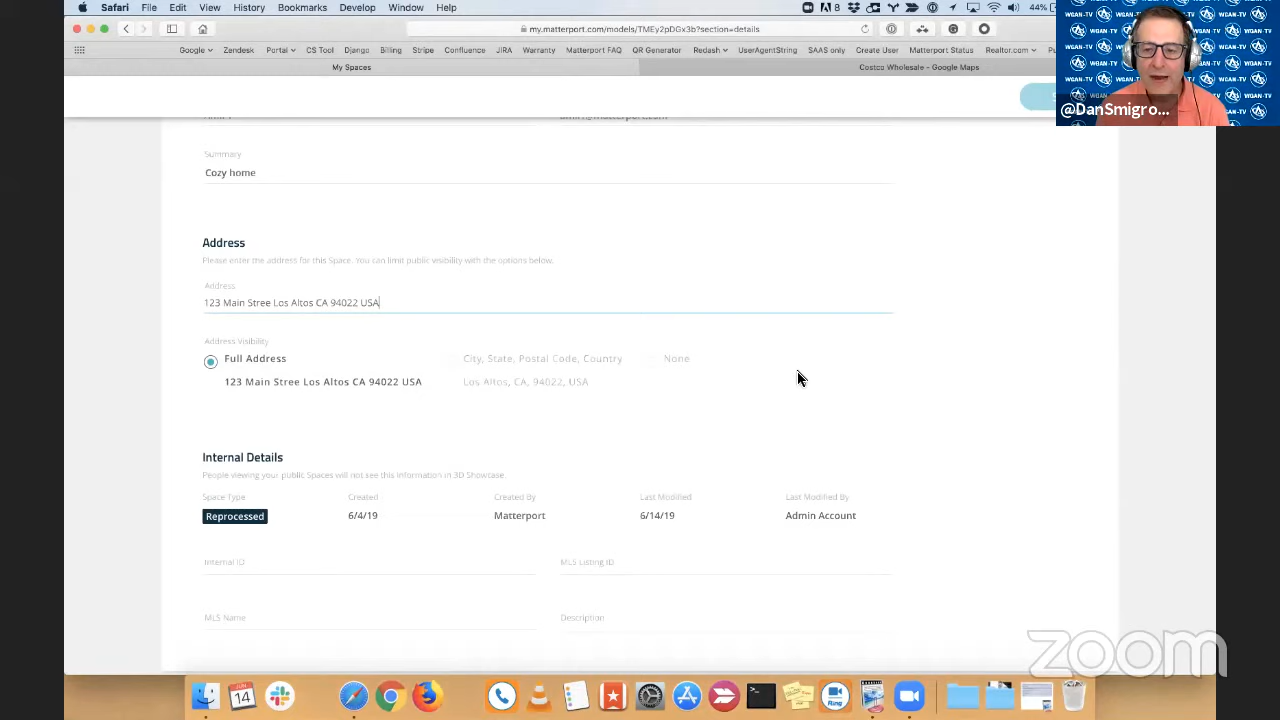 Safari File Edit View History Bookmarks Develop Window Help
8
44%
my.matterport.com/models/TMEy2pDGx3b?section=details
Google Zendesk Portal CS Tool Django Billing Stripe Confluence JIRA Warranty Matterport FAQ QR Generator Redash UserAgentString SAAS only Create User Matterport Status Realtor.com
My Spaces
Costco Wholesale - Google Maps
WGAN-TV
@DanSmigro...
Summary
Cozy home
Address
Please enter the address for this Space. You can limit public visibility with the options below.
Address
123 Main Stree Los Altos CA 94022 USA
Address Visibility
Full Address City, State, Postal Code, Country None
123 Main Stree Los Altos CA 94022 USA Los Altos, CA, 94022, USA
Internal Details
People viewing your public Spaces will not see this information in 3D Showcase.
Space Type Created Created By Last Modified Last Modified By
Reprocessed 6/4/19 Matterport 6/14/19 Admin Account
Internal ID MLS Listing ID
MLS Name Description
zoom
14
Ring